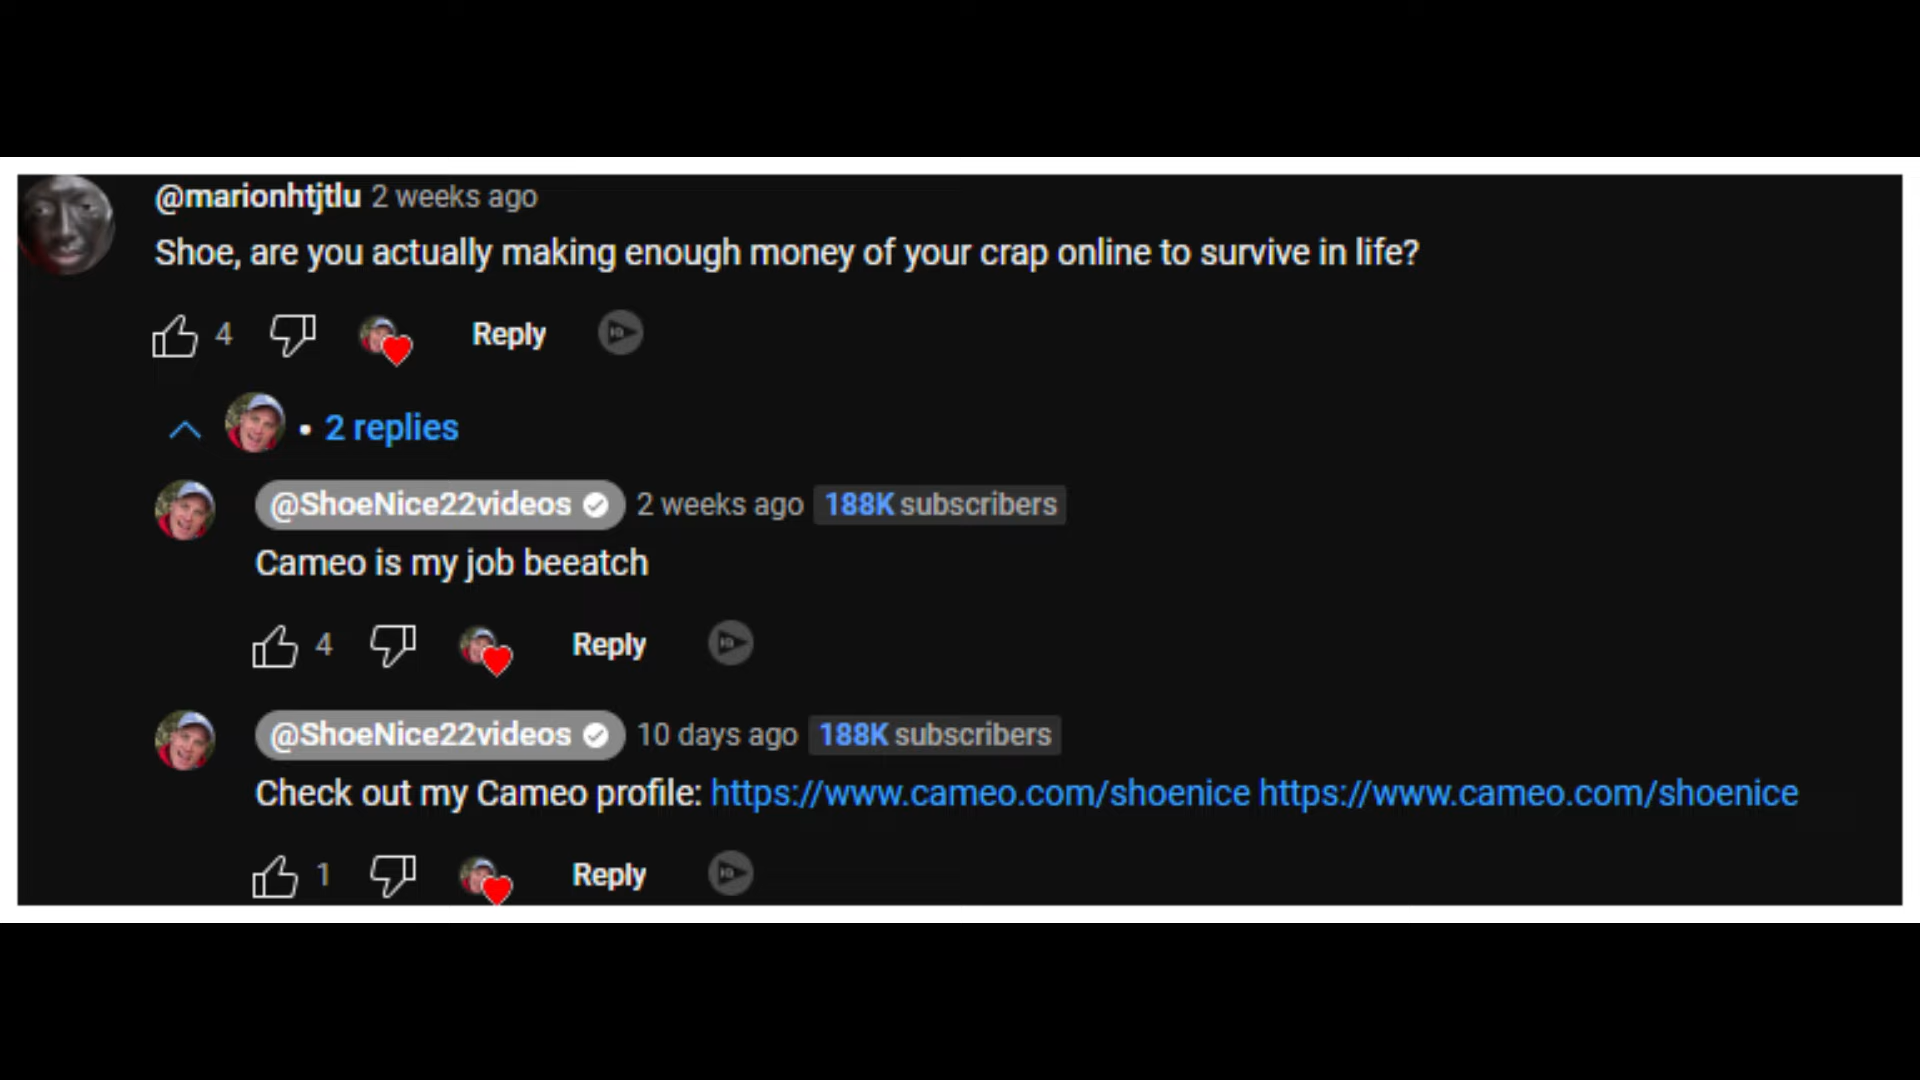 @marionhtjtlu 2 weeks ago
Shoe, are you actually making enough money of your crap online to survive in life?
4 Reply
• 2 replies
@ShoeNice22videos 2 weeks ago 188K subscribers
Cameo is my job beeatch
4 Reply
@ShoeNice22videos 10 days ago 188K subscribers
Check out my Cameo profile: https://www.cameo.com/shoenice https://www.cameo.com/shoenice
1 Reply